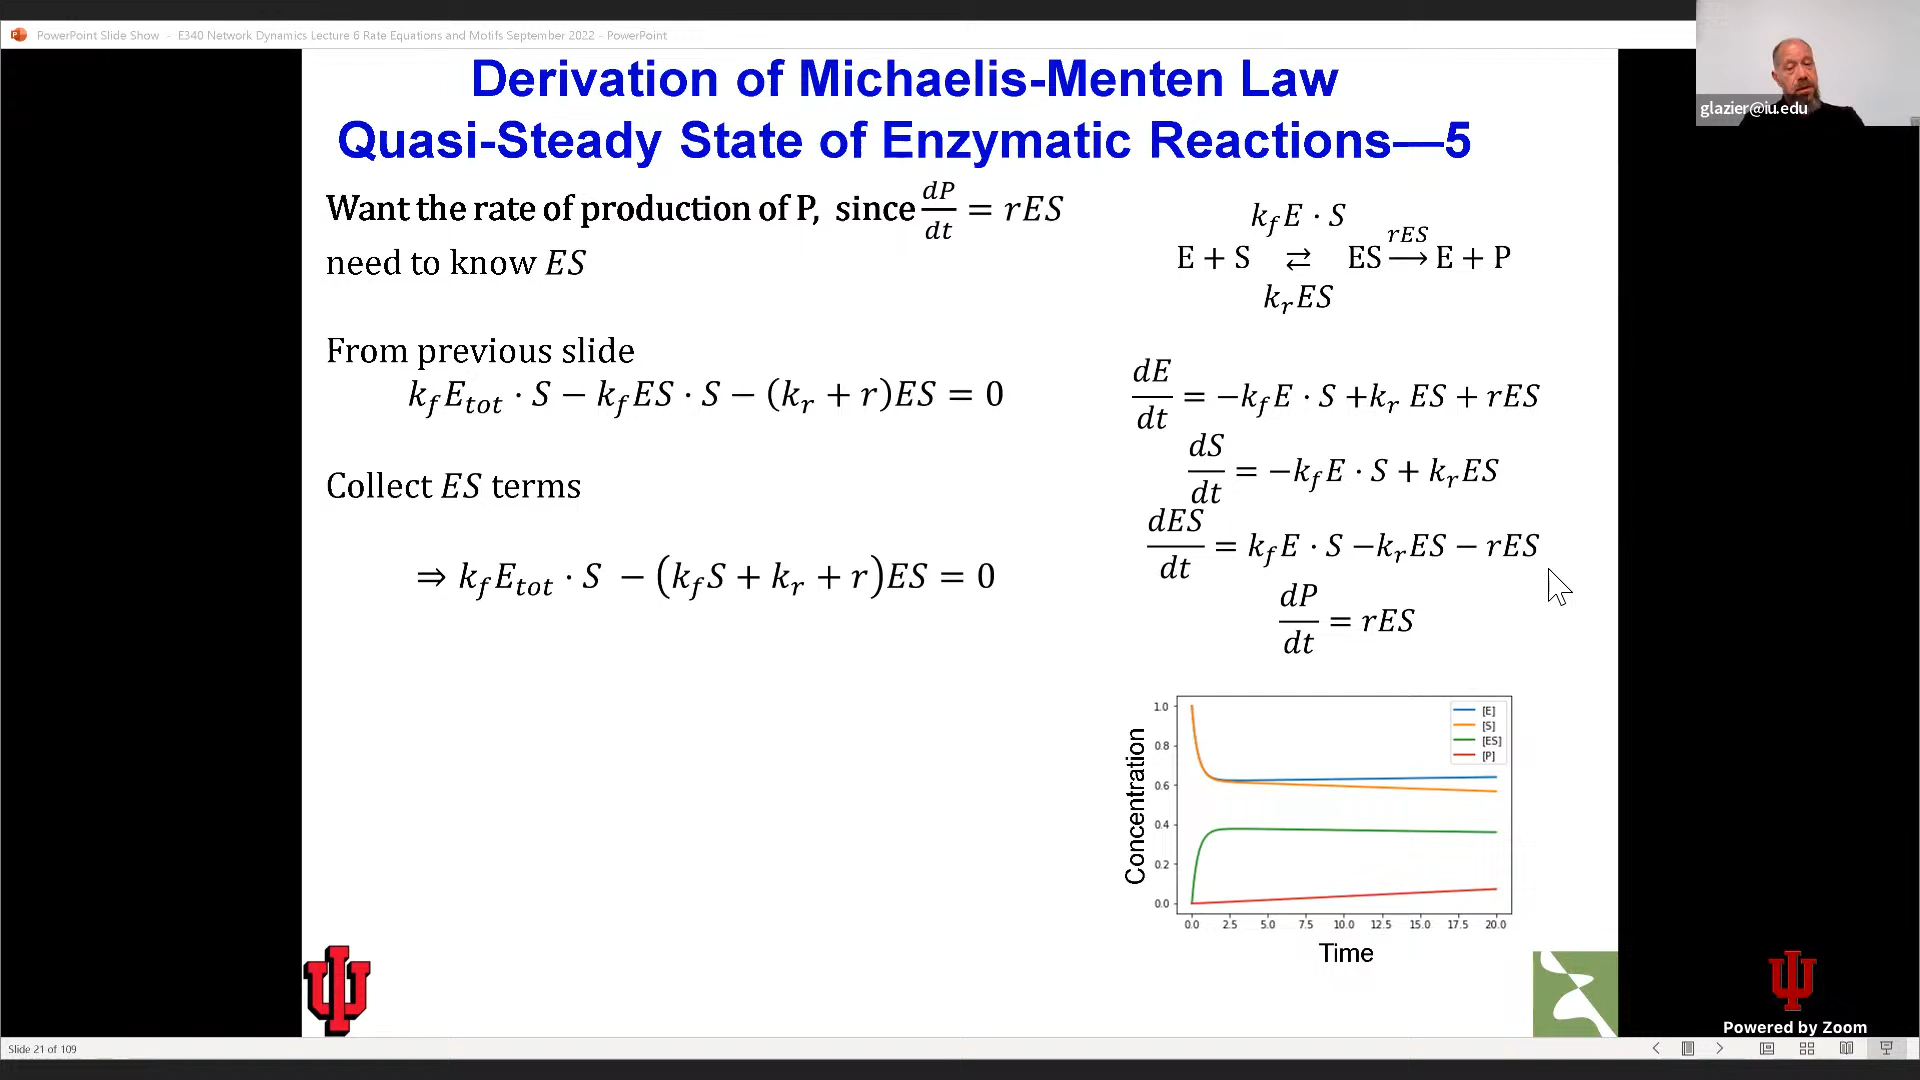 PowerPoint Slide Show - E340 Network Dynamics Lecture 6 Rate Equations and Motifs September 2022 - PowerPoint
glazier@iu.edu
Derivation of Michaelis-Menten Law
Quasi-Steady State of Enzymatic Reactions—5
Want the rate of production of P, since dP/dt = rES
need to know ES
From previous slide
k_f E_tot · S − k_f ES · S − (k_r + r)ES = 0
Collect ES terms
⇒ k_f E_tot · S − (k_f S + k_r + r)ES = 0
k_f E · S
E + S ⇄ ES —rES→ E + P
k_r ES
dE/dt = −k_f E · S +k_r ES + rES
dS/dt = −k_f E · S + k_r ES
dES/dt = k_f E · S −k_r ES − rES
dP/dt = rES
Concentration
1.0
0.8
0.6
0.4
0.2
0.0
[E]
[S]
[ES]
[P]
0.0 2.5 5.0 7.5 10.0 12.5 15.0 17.5 20.0
Time
Powered by Zoom
Slide 21 of 109